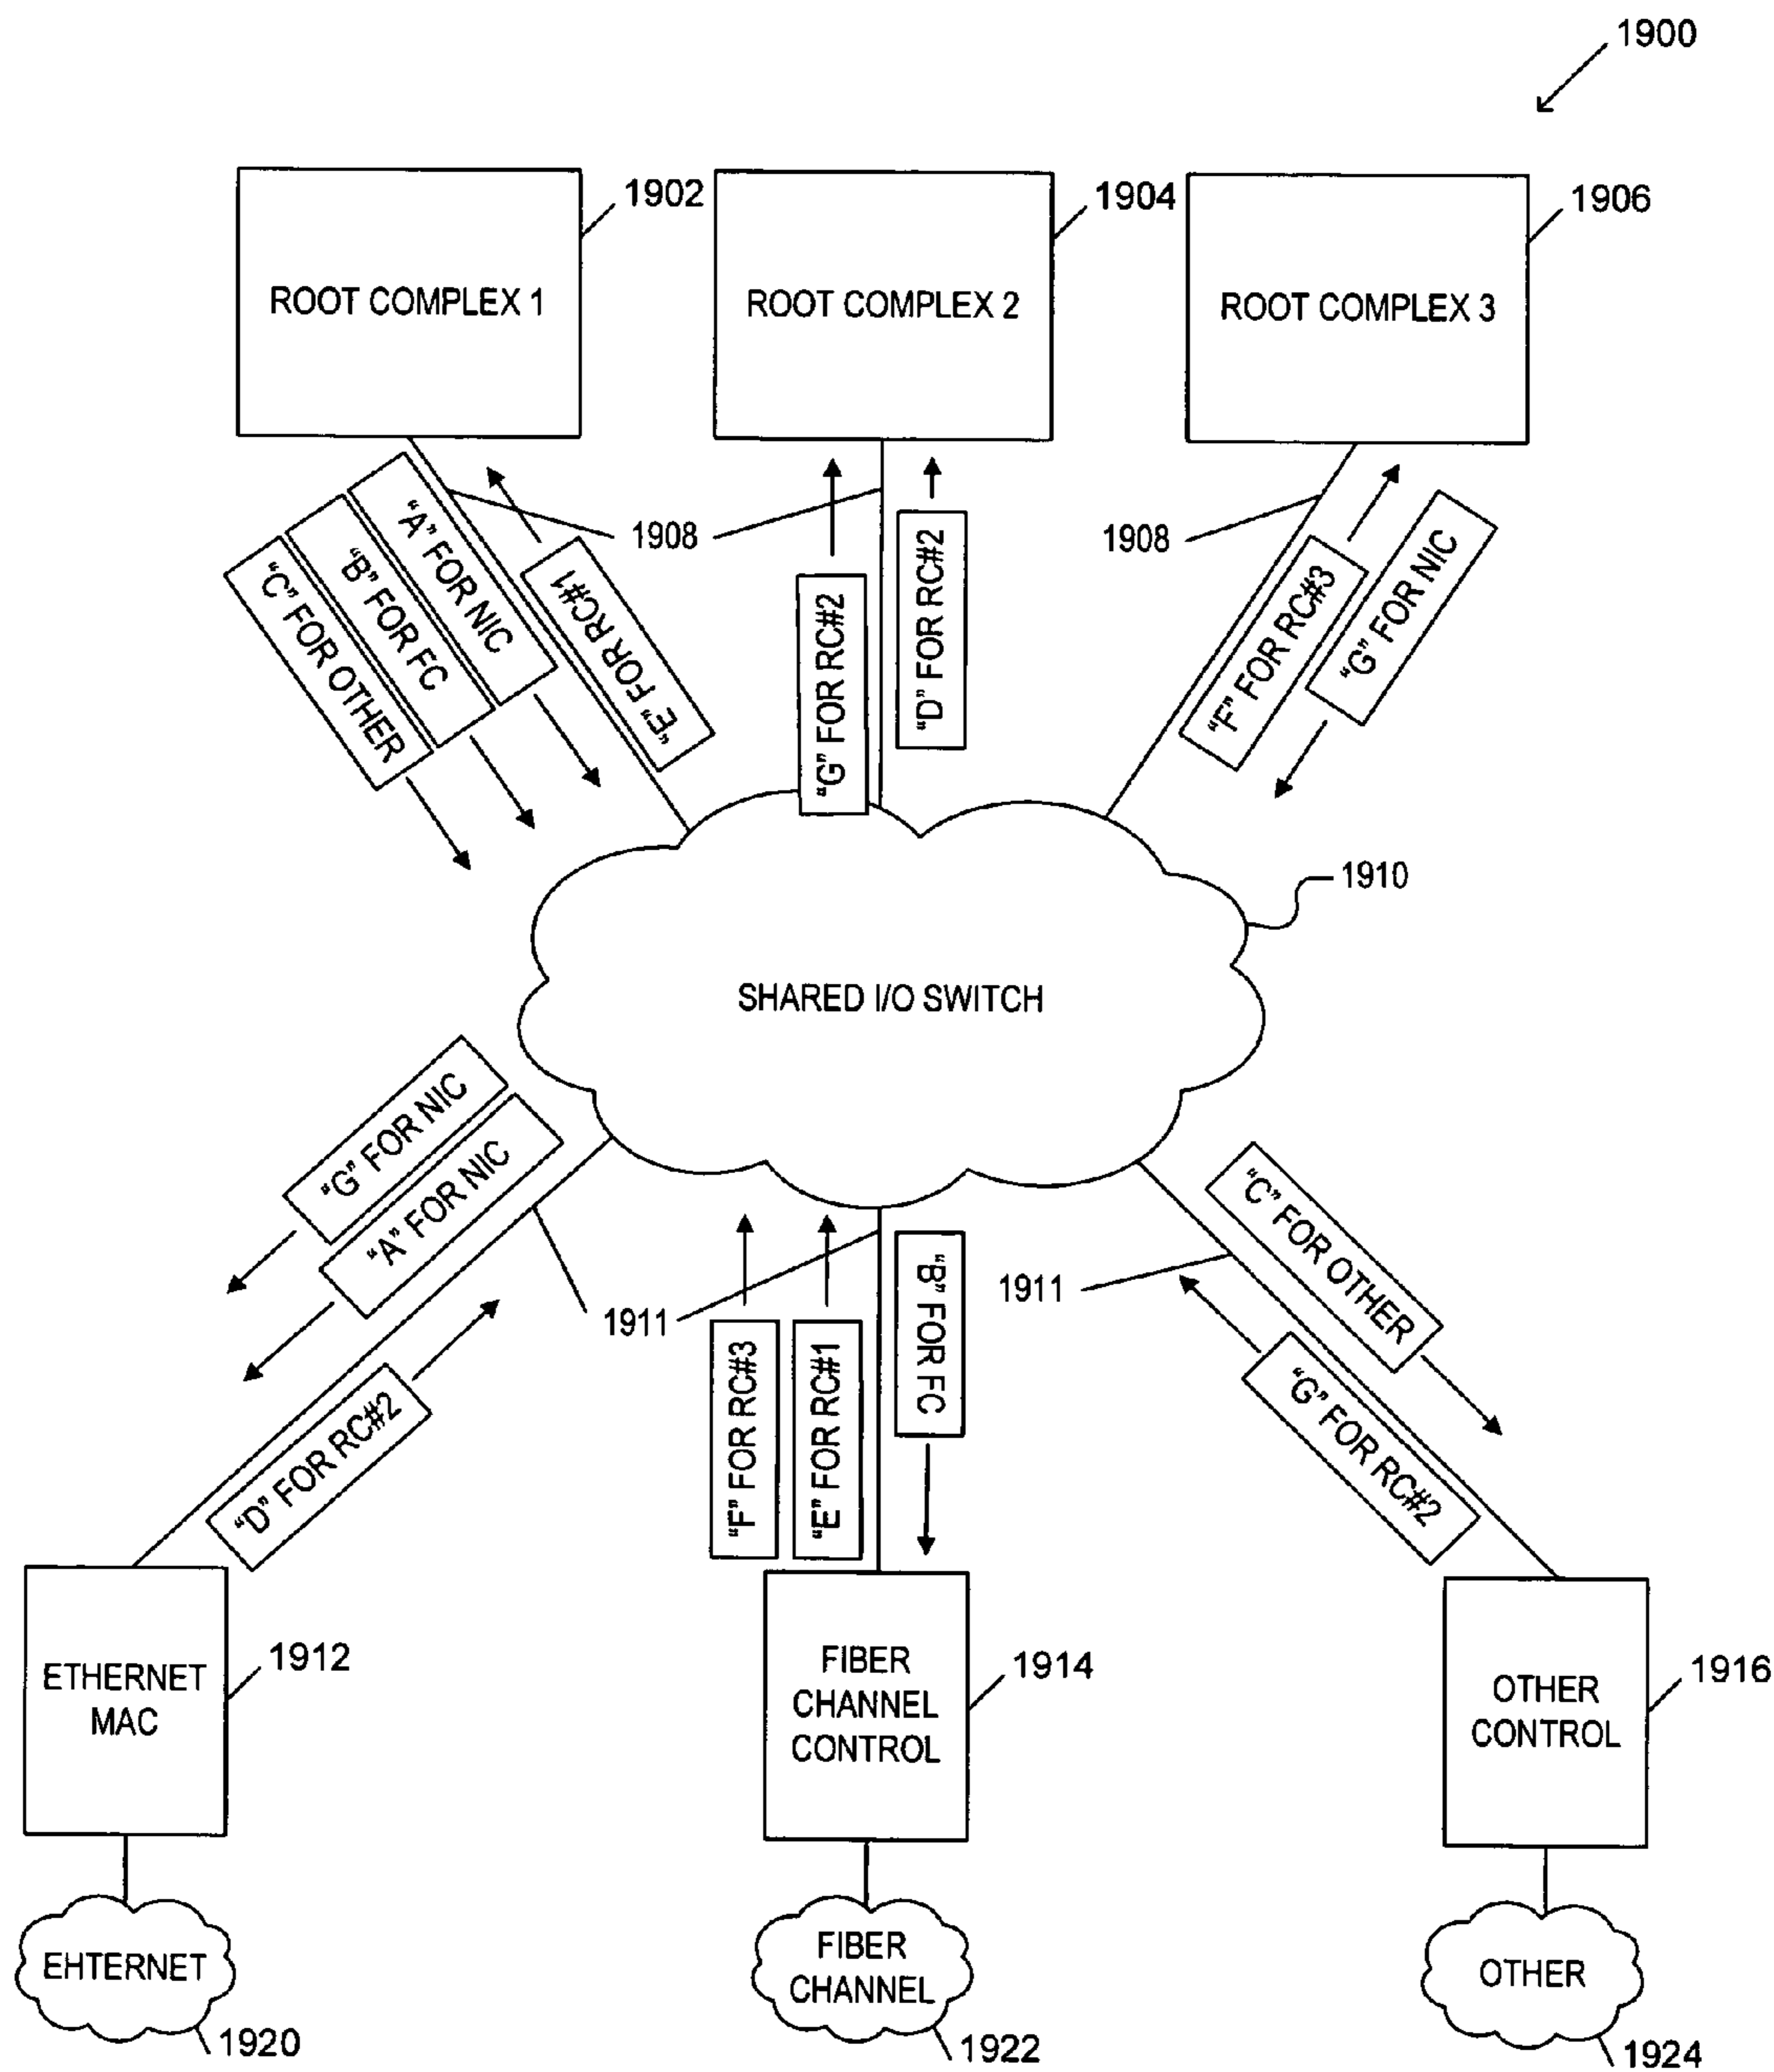 1900
1902
1904
1906
ROOT COMPLEX 1
ROOT COMPLEX 2
ROOT COMPLEX 3
1908
1908
"C" FOR OTHER
"B" FOR FC
"A" FOR NIC
"E" FOR RC#1
"G" FOR RC#2
"D" FOR RC#2
"F" FOR RC#3
"G" FOR NIC
1910
SHARED I/O SWITCH
"G" FOR NIC
"A" FOR NIC
"D" FOR RC#2
1911
"F" FOR RC#3
"E" FOR RC#1
"B" FOR FC
1911
"C" FOR OTHER
"G" FOR RC#2
ETHERNET
MAC
1912
FIBER
CHANNEL
CONTROL
1914
OTHER
CONTROL
1916
EHTERNET
1920
FIBER
CHANNEL
1922
OTHER
1924